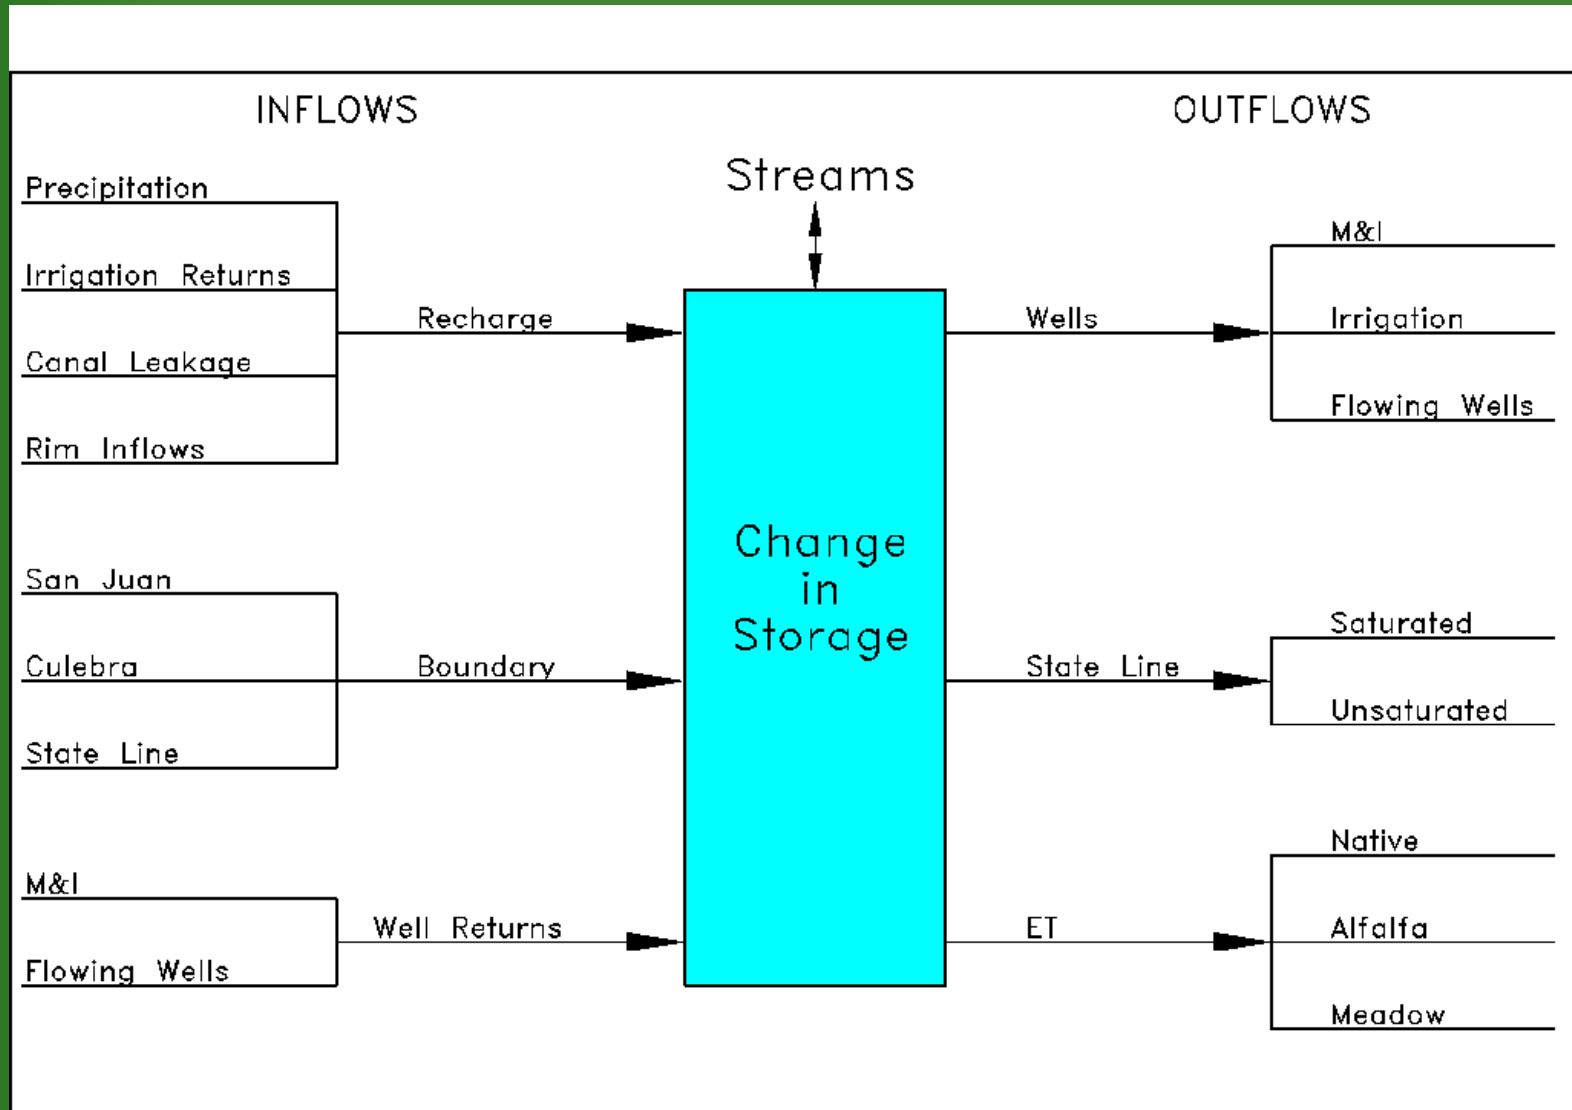 INFLOWS
OUTFLOWS
Streams
Precipitation
Irrigation Returns
Canal Leakage
Rim Inflows
Recharge
San Juan
Culebra
State Line
Boundary
M&I
Flowing Wells
Well Returns
Change
in
Storage
Wells
M&I
Irrigation
Flowing Wells
State Line
Saturated
Unsaturated
ET
Native
Alfalfa
Meadow